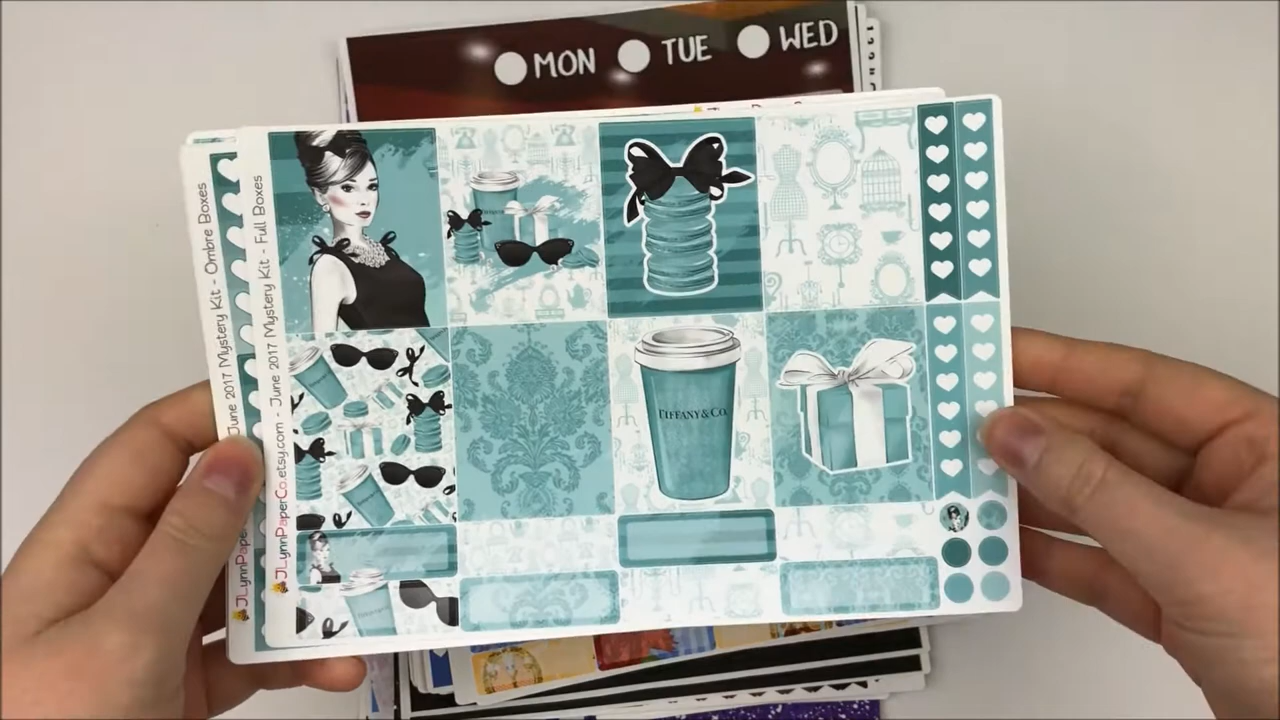 MON TUE WED
June 2017 Mystery Kit - Ombre Boxes
JLynnPape
JLynnPaperCo.etsy.com - June 2017 Mystery Kit - Full Boxes
TIFFANY & CO.